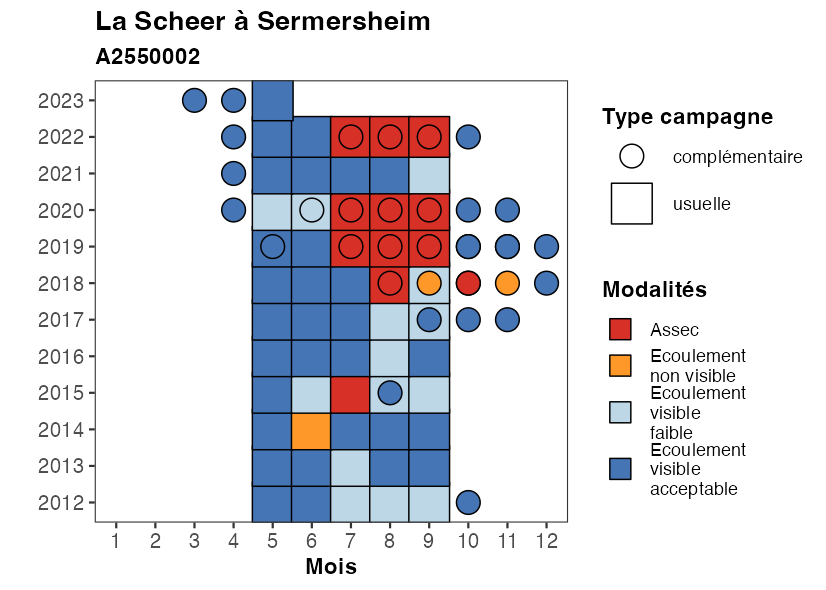 La Scheer à Sermersheim
A2550002
2023
2022
2021
2020
2019
2018
2017
2016
2015
2014
2013
2012
1 2 3 4 5 6 7 8 9 10 11 12
Mois
Type campagne
complémentaire
usuelle
Modalités
Assec
Ecoulement
non visible
Ecoulement
visible
faible
Ecoulement
visible
acceptable